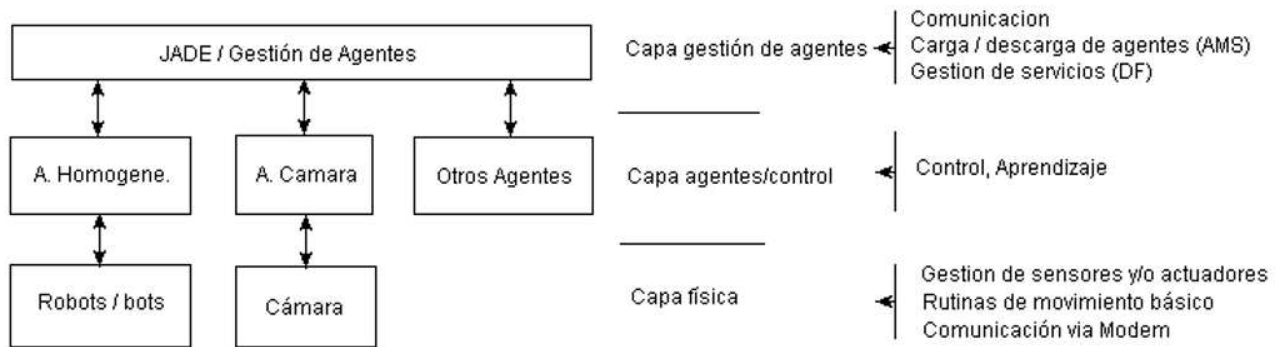 JADE / Gestión de Agentes
Capa gestión de agentes
Comunicacion
Carga / descarga de agentes (AMS)
Gestion de servicios (DF)
A. Homogene.
A. Camara
Otros Agentes
Capa agentes/control
Control, Aprendizaje
Robots / bots
Cámara
Capa física
Gestion de sensores y/o actuadores
Rutinas de movimiento básico
Comunicación via Modem